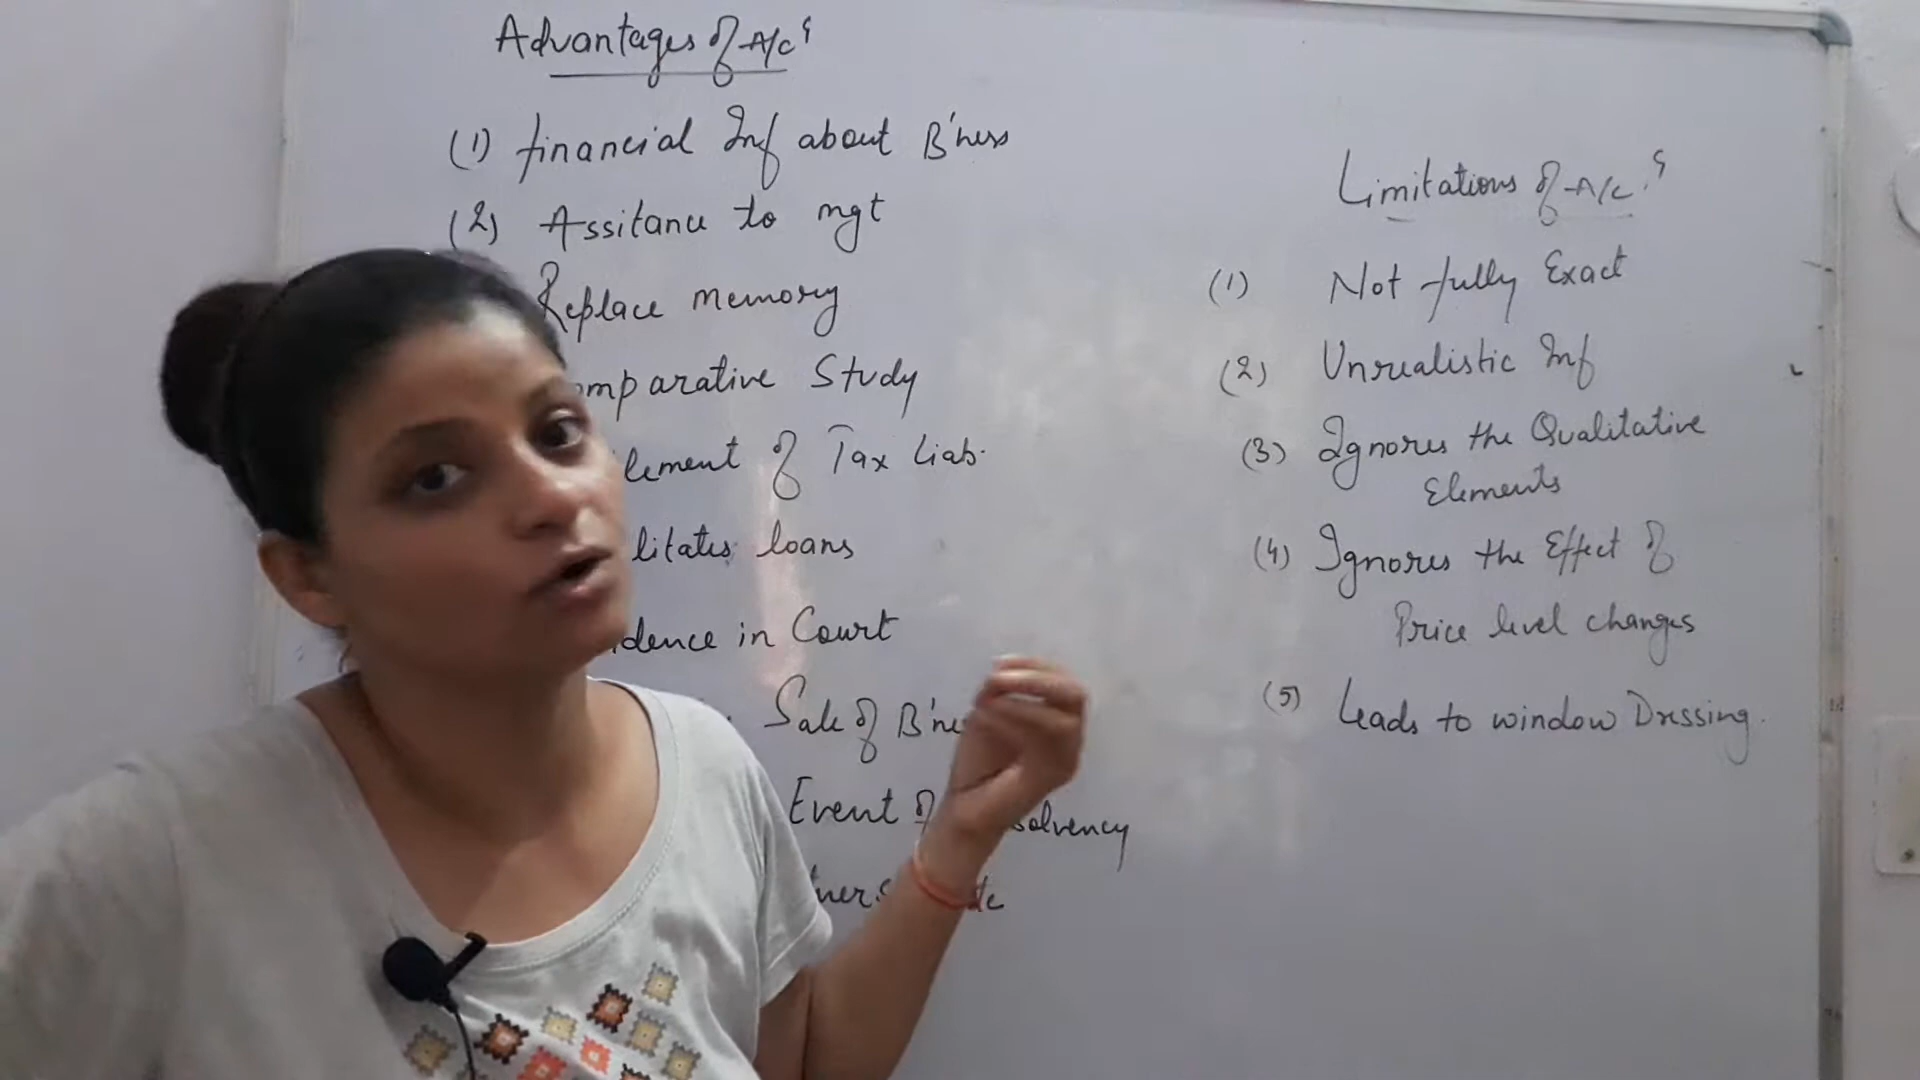 Advantages of A/cs
(1) financial Inf about B'ness
(2) Assitance to mgt
Replace memory
mparative Study
lement of Tax Liab.
litates loans
dence in Court
Sale of B'ne
Event of solvency
Limitations of A/cs
(1) Not fully Exact
(2) Unrealistic Inf
(3) Ignores the Qualitative
Elements
(4) Ignores the Effect of
Price level changes
(5) Leads to window Dressing.